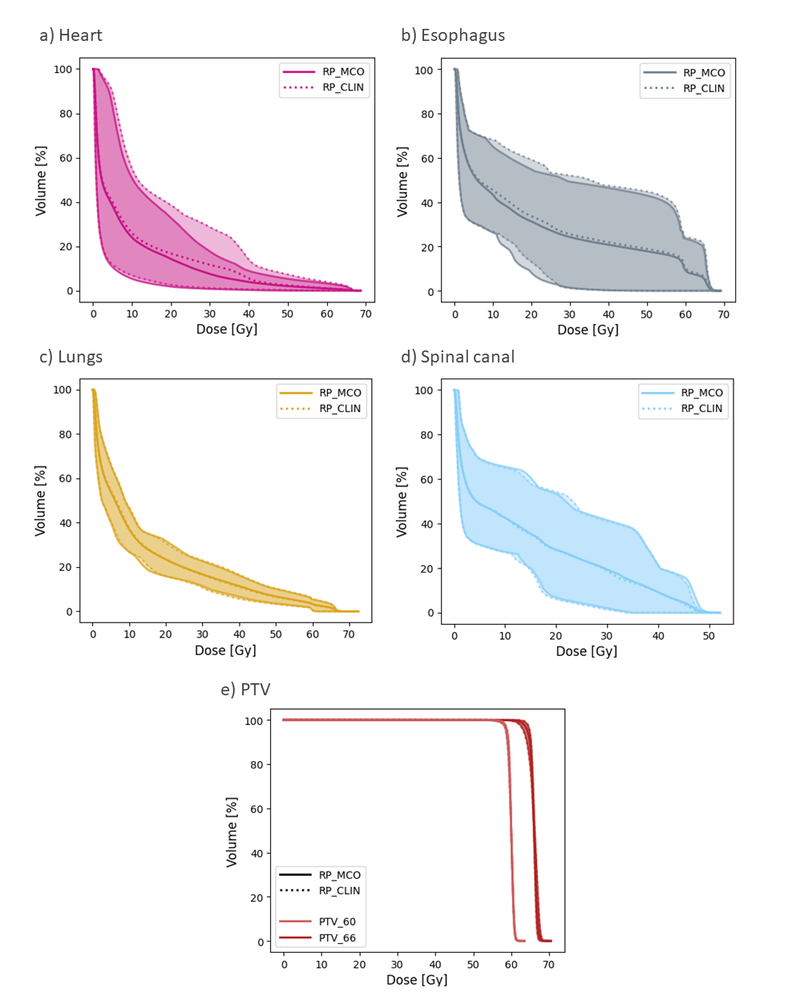 a) Heart
b) Esophagus
100
80
60
40
20
0
Volume [%]
RP_MCO
RP_CLIN
0 10 20 30 40 50 60 70
Dose [Gy]
100
80
60
40
20
0
Volume [%]
RP_MCO
RP_CLIN
0 10 20 30 40 50 60 70
Dose [Gy]
c) Lungs
d) Spinal canal
100
80
60
40
20
0
Volume [%]
RP_MCO
RP_CLIN
0 10 20 30 40 50 60 70
Dose [Gy]
100
80
60
40
20
0
Volume [%]
RP_MCO
RP_CLIN
0 10 20 30 40 50
Dose [Gy]
e) PTV
100
80
60
40
20
0
Volume [%]
RP_MCO
RP_CLIN
PTV_60
PTV_66
0 10 20 30 40 50 60 70
Dose [Gy]